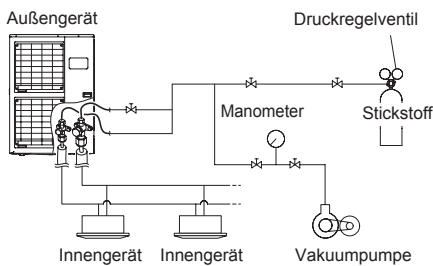 Außengerät
Druckregelventil
Manometer
Stickstoff
Innengerät
Innengerät
Vakuumpumpe